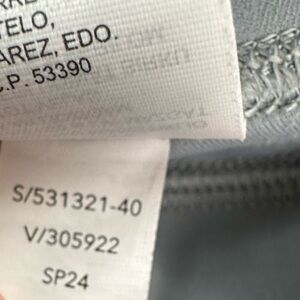 TELO,
AREZ, EDO.
C.P. 53390
S/531321-40
V/305922
SP24